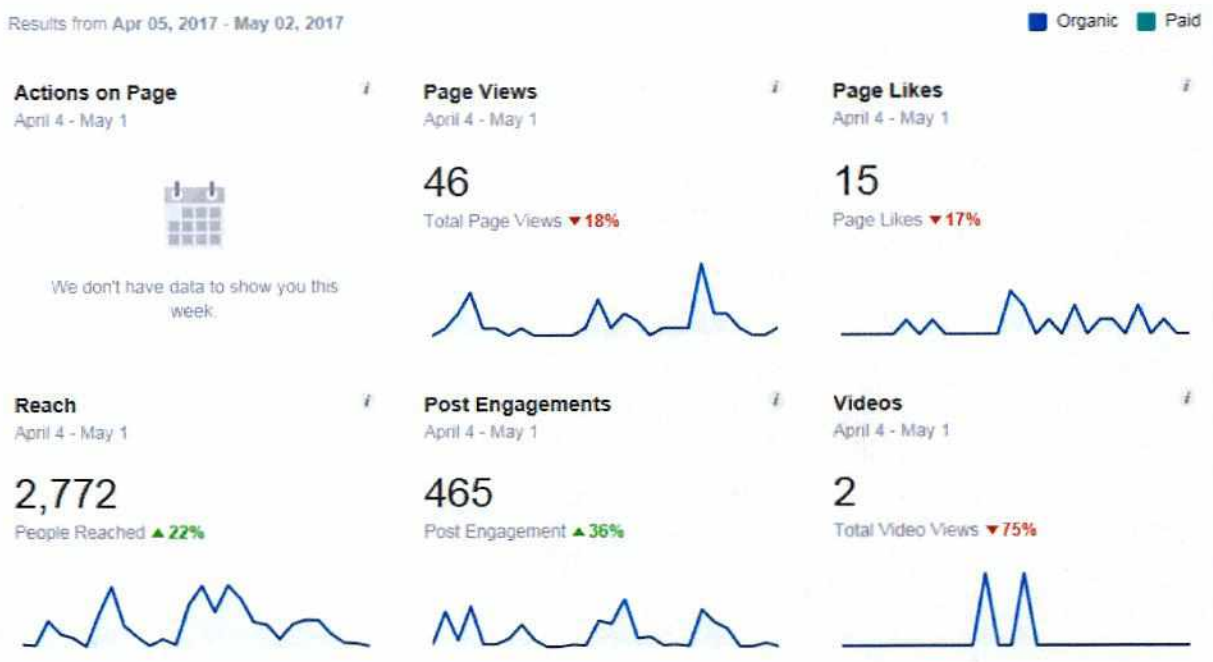 Results from Apr 05, 2017 - May 02, 2017
Organic Paid
Actions on Page
April 4 - May 1
We don't have data to show you this
week.
Page Views
April 4 - May 1
46
Total Page Views ▼18%
Page Likes
April 4 - May 1
15
Page Likes ▼17%
Reach
April 4 - May 1
2,772
People Reached ▲22%
Post Engagements
April 4 - May 1
465
Post Engagement ▲36%
Videos
April 4 - May 1
2
Total Video Views ▼75%